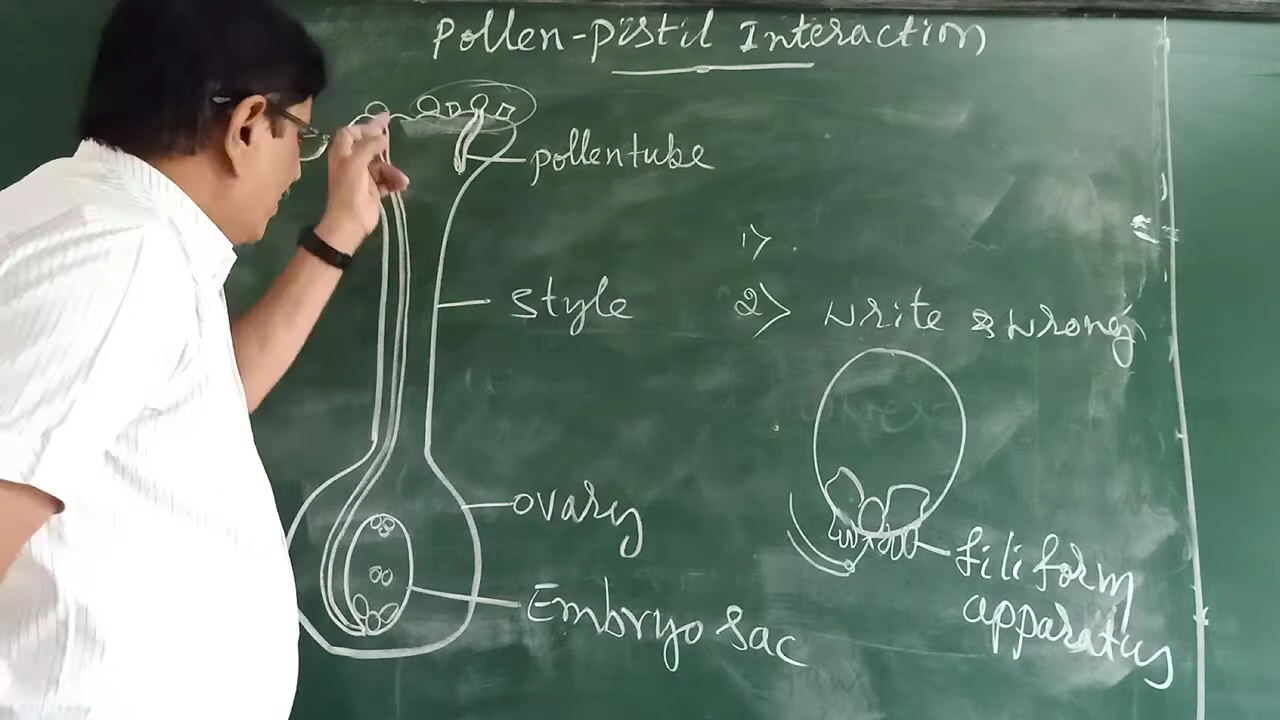 Pollen-Pistil Interaction
pollentube
1) .
style
2) write & wrong
ovary
filiform
apparatus
Embryo sac